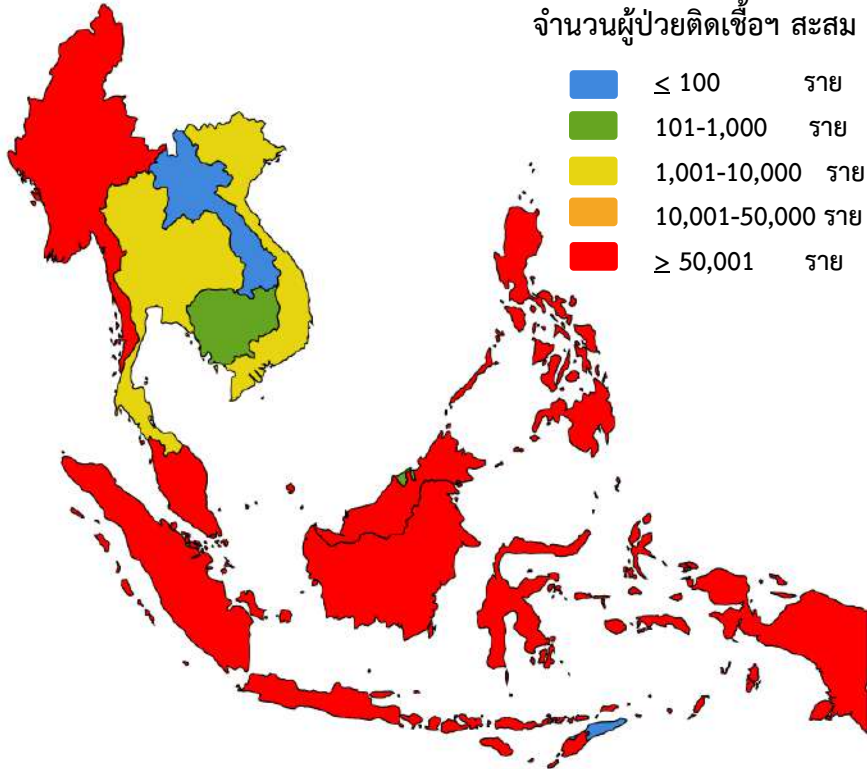 จำนวนผู้ป่วยติดเชื้อฯ สะสม
≤ 100 ราย
101-1,000 ราย
1,001-10,000 ราย
10,001-50,000 ราย
≥ 50,001 ราย